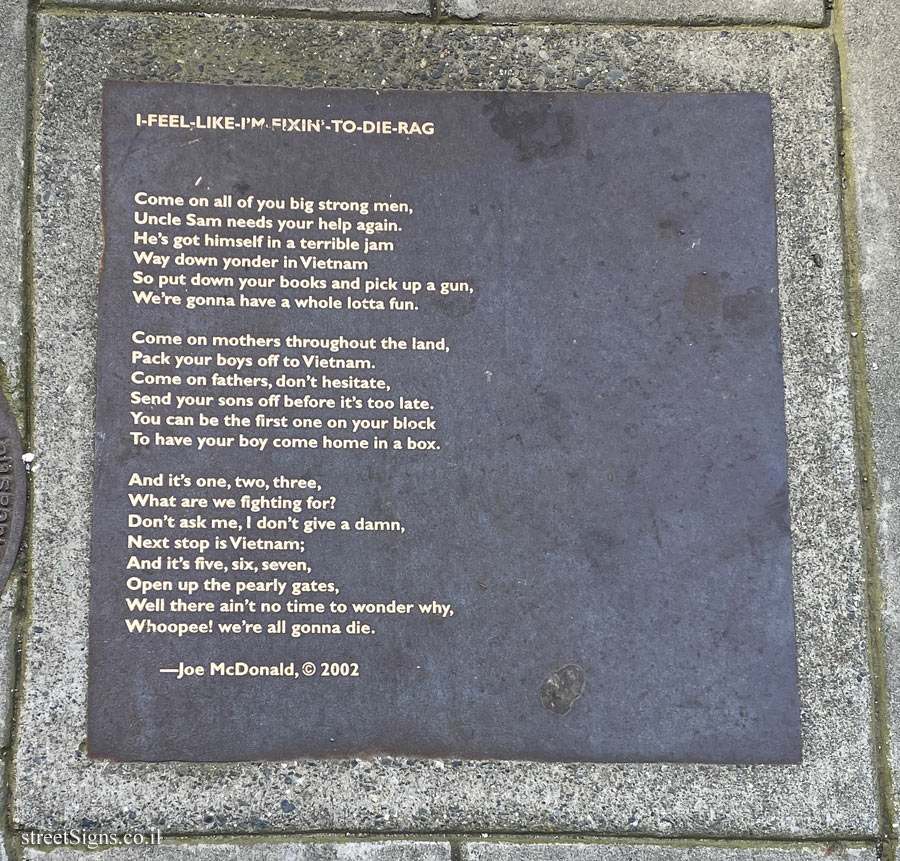 I-FEEL-LIKE-I'M-FIXIN'-TO-DIE-RAG
Come on all of you big strong men,
Uncle Sam needs your help again.
He's got himself in a terrible jam
Way down yonder in Vietnam
So put down your books and pick up a gun,
We're gonna have a whole lotta fun.
Come on mothers throughout the land,
Pack your boys off to Vietnam.
Come on fathers, don't hesitate,
Send your sons off before it's too late.
You can be the first one on your block
To have your boy come home in a box.
And it's one, two, three,
What are we fighting for?
Don't ask me, I don't give a damn,
Next stop is Vietnam;
And it's five, six, seven,
Open up the pearly gates,
Well there ain't no time to wonder why,
Whoopee! we're all gonna die.
—Joe McDonald, © 2002
streetSigns.co.il